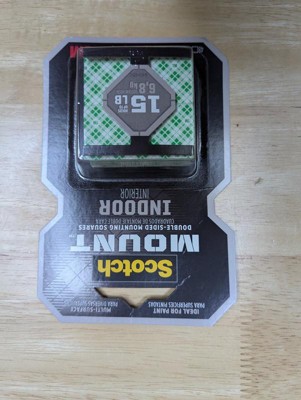 IDEAL FOR PAINT
PARA SUPERFICIES PINTADAS
MULTI-SURFACE
Scotch
MOUNT
DOUBLE-SIDED MOUNTING SQUARES
CUADRADOS DE MONTAJE DOBLE CARA
INDOOR
INTERIOR
15
LB
6.8 kg